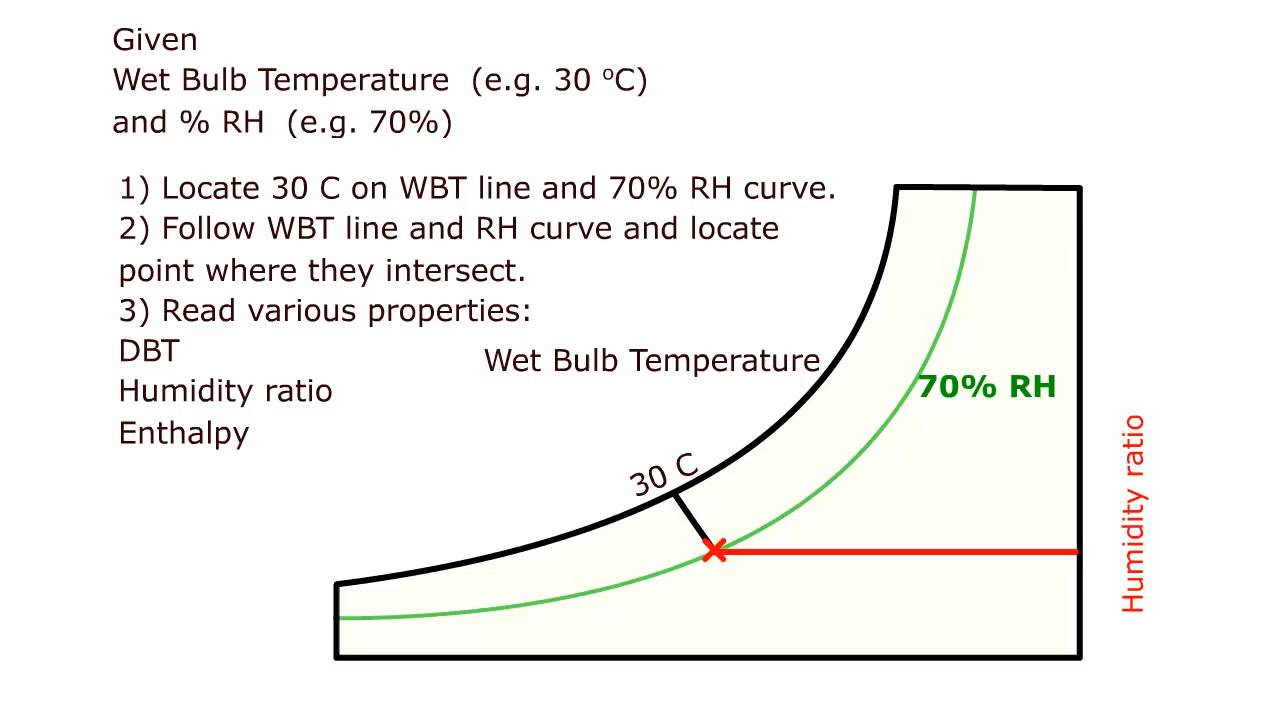 Given
Wet Bulb Temperature (e.g. 30 ºC)
and % RH (e.g. 70%)
1) Locate 30 C on WBT line and 70% RH curve.
2) Follow WBT line and RH curve and locate
point where they intersect.
3) Read various properties:
DBT
Humidity ratio
Enthalpy
Wet Bulb Temperature
70% RH
30 C
Humidity ratio